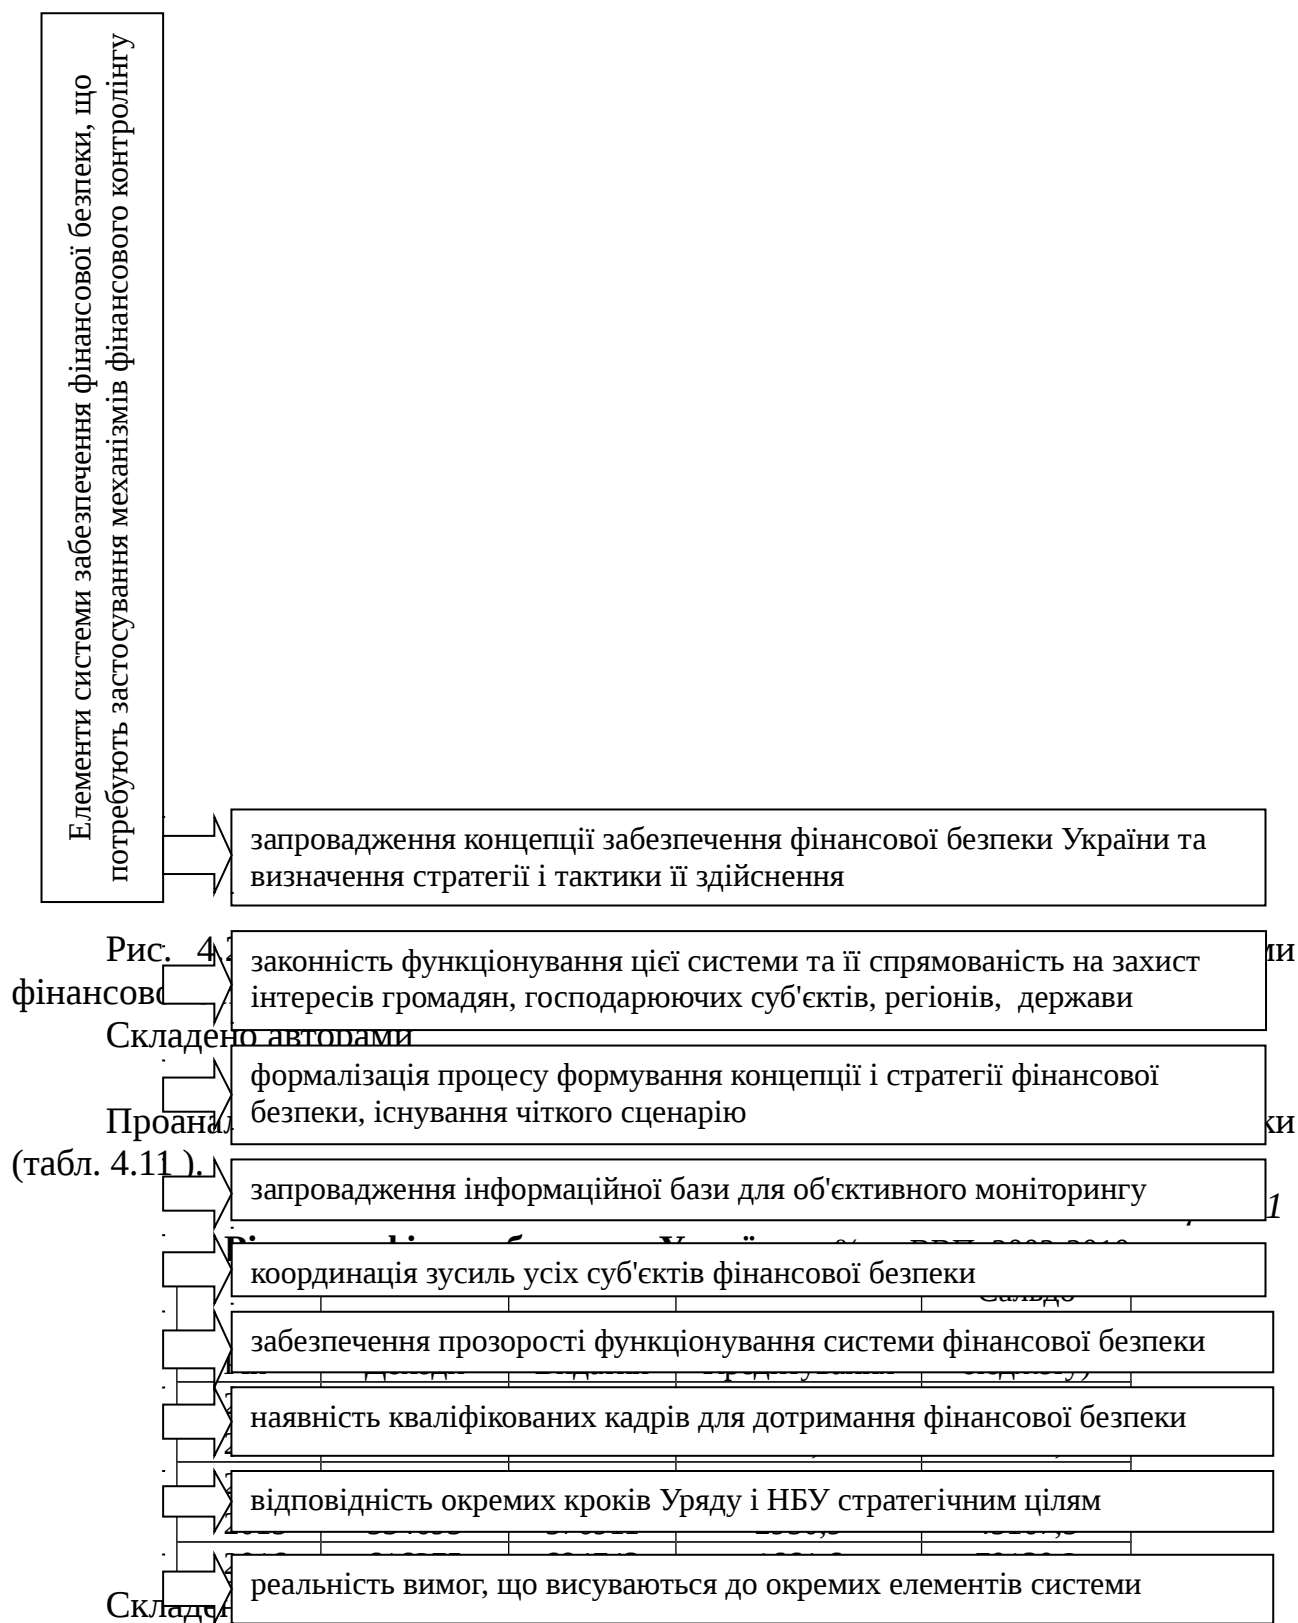 Елементи системи забезпечення фінансової безпеки, що
потребують застосування механізмів фінансового контролінгу
запровадження концепції забезпечення фінансової безпеки України та
визначення стратегії і тактики її здійснення
Рис. 4.2
законність функціонування цієї системи та її спрямованість на захист
інтересів громадян, господарюючих суб'єктів, регіонів, держави
Складено авторами
формалізація процесу формування концепції і стратегії фінансової
безпеки, існування чіткого сценарію
(табл. 4.11 ).
запровадження інформаційної бази для об'єктивного моніторингу
координація зусиль усіх суб'єктів фінансової безпеки
Сальдо
забезпечення прозорості функціонування системи фінансової безпеки
наявність кваліфікованих кадрів для дотримання фінансової безпеки
відповідність окремих кроків Уряду і НБУ стратегічним цілям
реальність вимог, що висуваються до окремих елементів системи